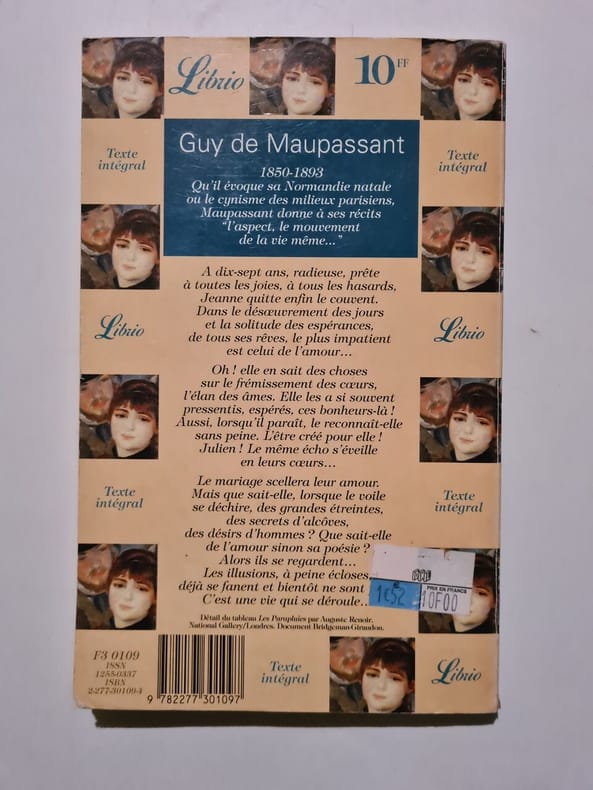 Librio
10 FF
Texte
intégral
Guy de Maupassant
Texte
intégral
1850-1893
Qu'il évoque sa Normandie natale
ou le cynisme des milieux parisiens,
Maupassant donne à ses récits
"l'aspect, le mouvement
de la vie même..."
A dix-sept ans, radieuse, prête
à toutes les joies, à tous les hasards,
Jeanne quitte enfin le couvent.
Dans le désœuvrement des jours
et la solitude des espérances,
de tous ses rêves, le plus impatient
est celui de l'amour...
Librio
Librio
Oh ! elle en sait des choses
sur le frémissement des cœurs,
l'élan des âmes. Elle les a si souvent
pressentis, espérés, ces bonheurs-là !
Aussi, lorsqu'il paraît, le reconnaît-elle
sans peine. L'être créé pour elle !
Julien ! Le même écho s'éveille
en leurs cœurs...
Texte
intégral
Texte
intégral
Le mariage scellera leur amour.
Mais que sait-elle, lorsque le voile
se déchire, des grandes étreintes,
des secrets d'alcôves,
des désirs d'hommes ? Que sait-elle
de l'amour sinon sa poésie ?
Alors ils se regardent...
Les illusions, à peine écloses,
déjà se fanent et bientôt ne sont
C'est une vie qui se déroule...
1€52
PRIX EN FRANCS
10F00
Détail du tableau Les Parapluies par Auguste Renoir.
National Gallery/Londres. Document Bridgeman-Giraudon.
F3 0109
ISSN
1255-0337
ISBN
2-277-30109-4
9 782277 301097
Texte
intégral
Librio